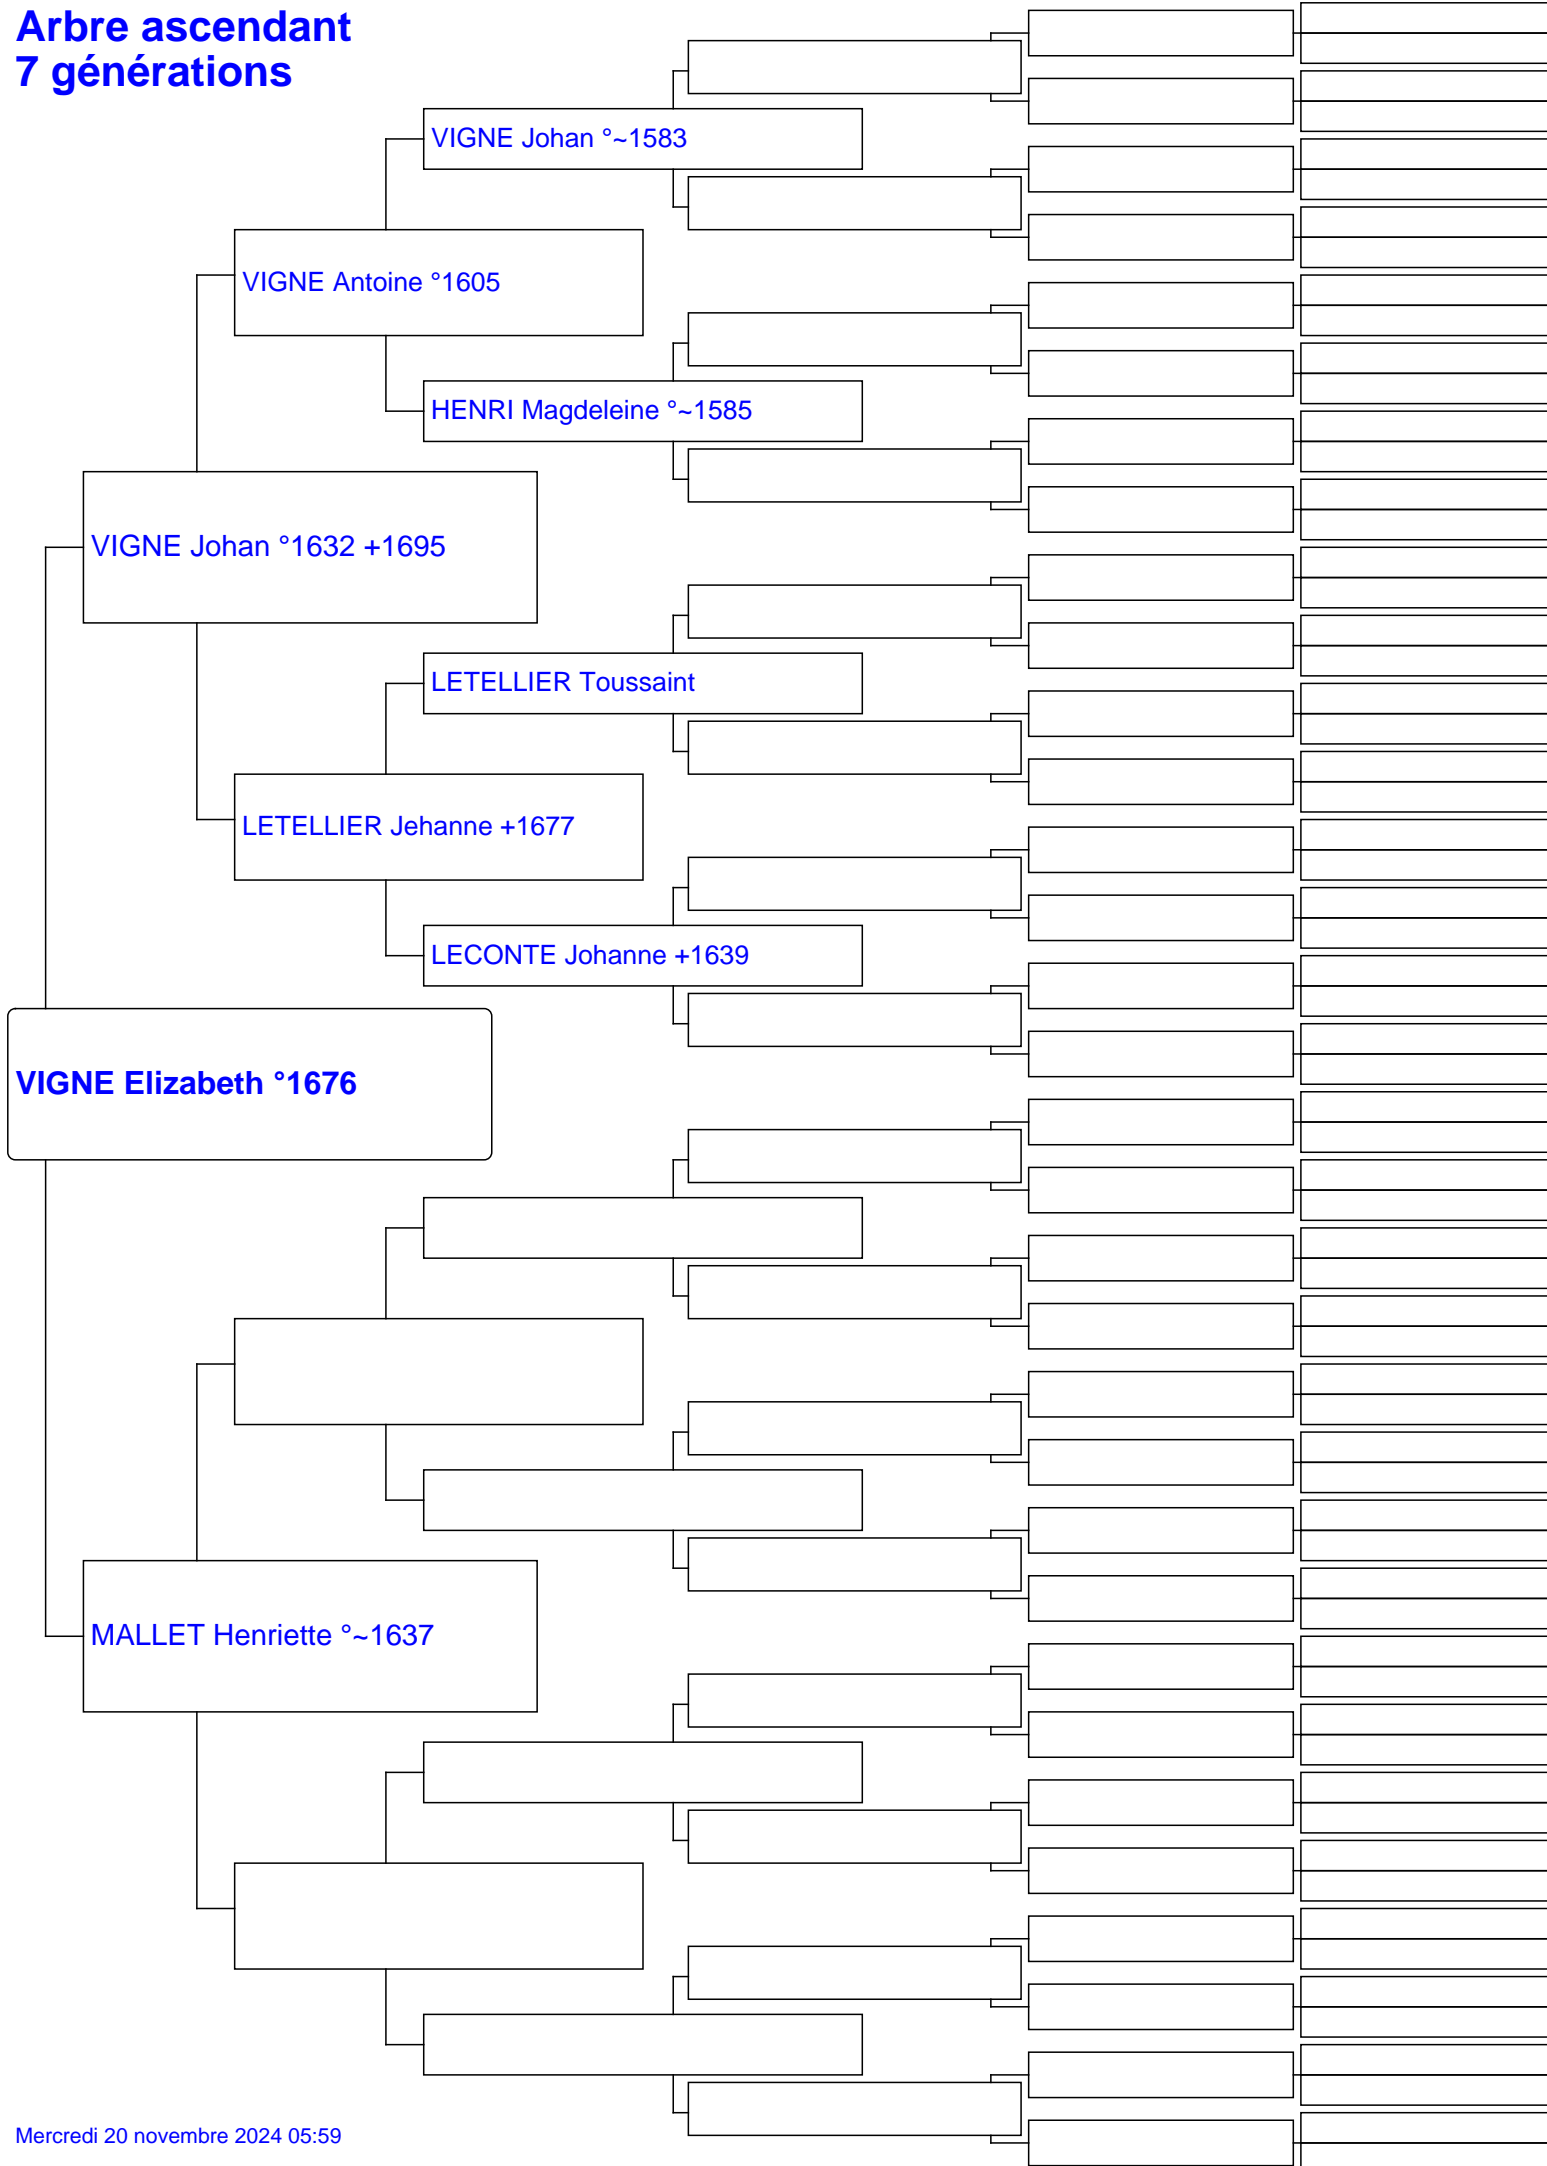 Arbre ascendant
7 générations
VIGNE Johan °~1583
VIGNE Antoine °1605
HENRI Magdeleine °~1585
VIGNE Johan °1632 +1695
LETELLIER Toussaint
LETELLIER Jehanne +1677
LECONTE Johanne +1639
VIGNE Elizabeth °1676
MALLET Henriette °~1637
Mercredi 20 novembre 2024 05:59